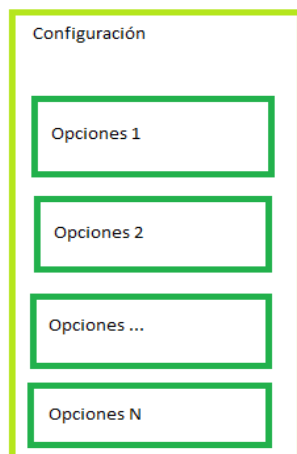 Configuración
Opciones 1
Opciones 2
Opciones ...
Opciones N